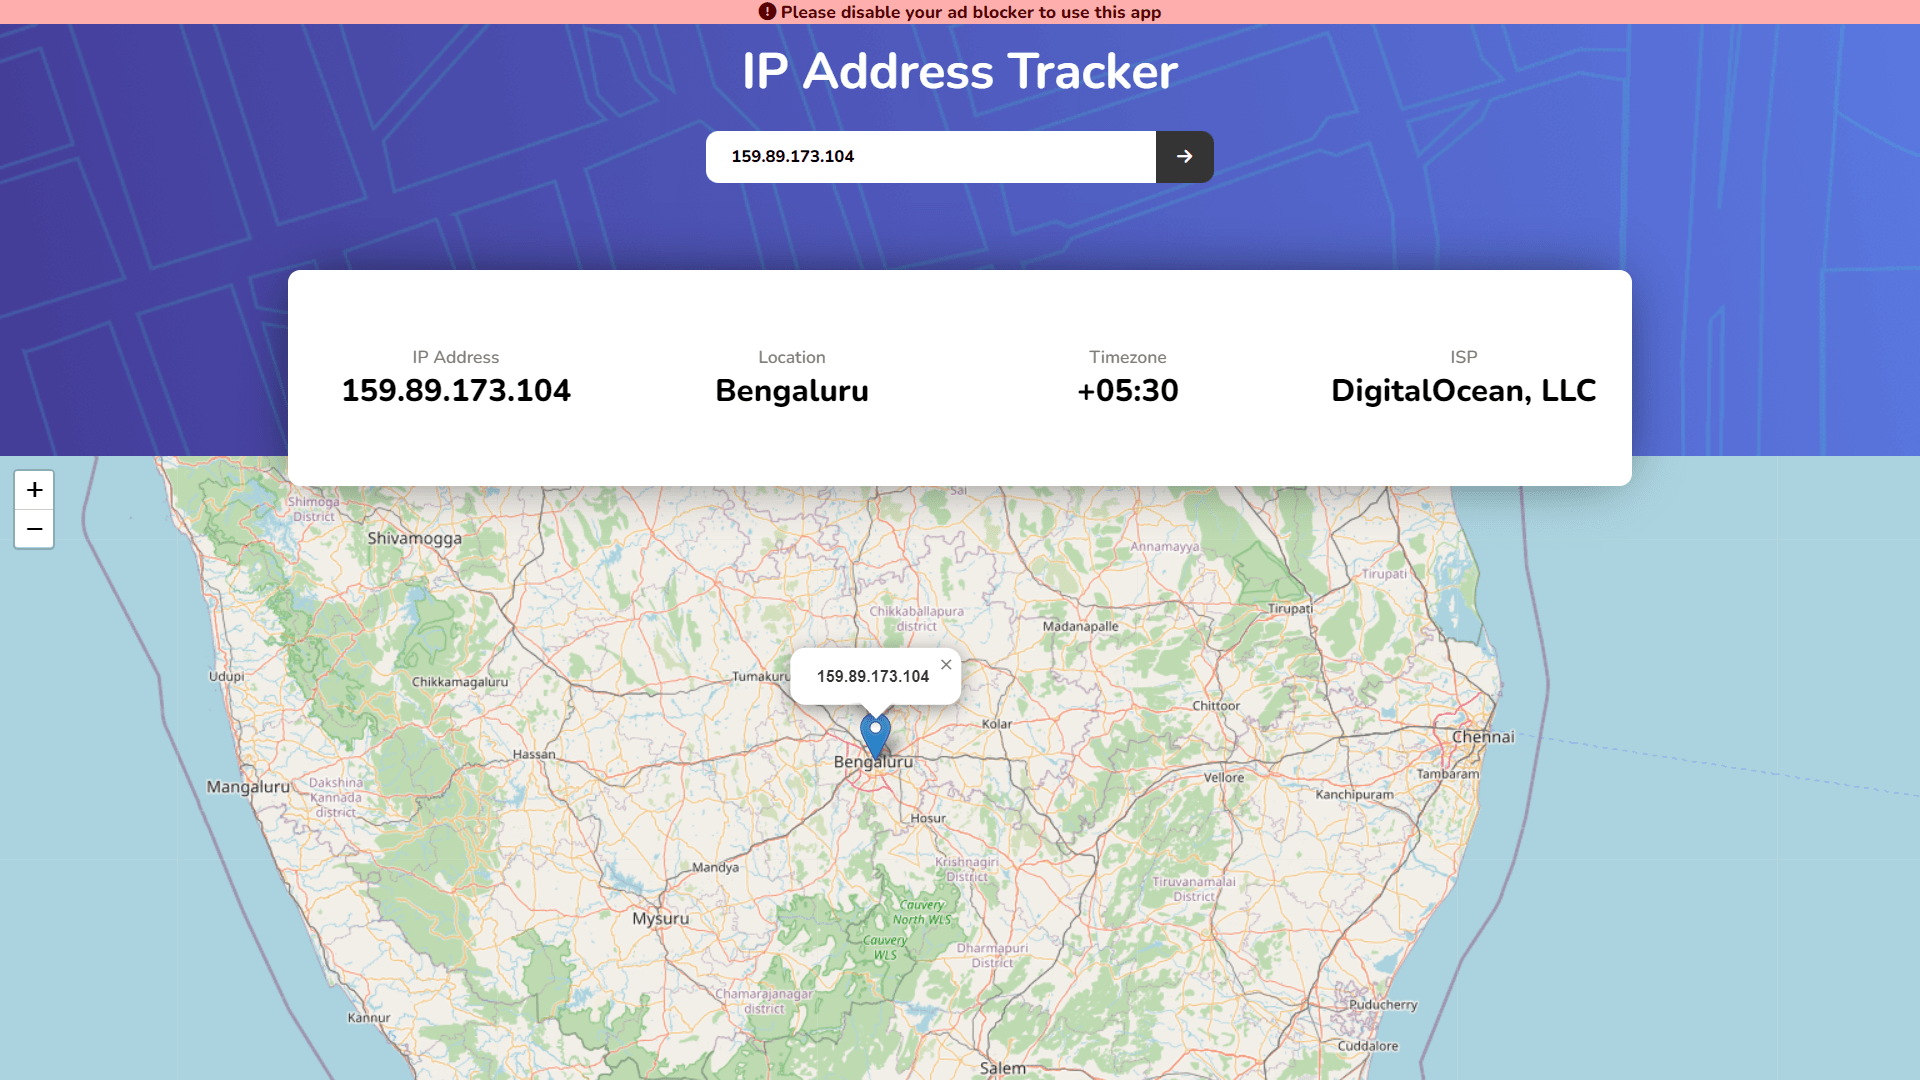 Please disable your ad blocker to use this app
IP Address Tracker
159.89.173.104
IP Address
159.89.173.104
Location
Bengaluru
Timezone
+05:30
ISP
DigitalOcean, LLC
+
−
Sai
Shimoga
District
Shivamogga
Annamayya
Tirupati
Tirupati
Chikkaballapura
district
Madanapalle
159.89.173.104
×
Udupi
Chikkamagaluru
Tumakuru
Chittoor
Kolar
Chennai
Hassan
Bengaluru
Vellore
Tambaram
Mangaluru
Dakshina
Kannada
district
Kanchipuram
Hosur
Mandya
Krishnagiri
District
Tiruvanamalai
District
Cauvery
North WLS
Mysuru
Cauvery
WLS
Dharmapuri
District
Chamarajanagar
district
Puducherry
Kannur
Cuddalore
Salem